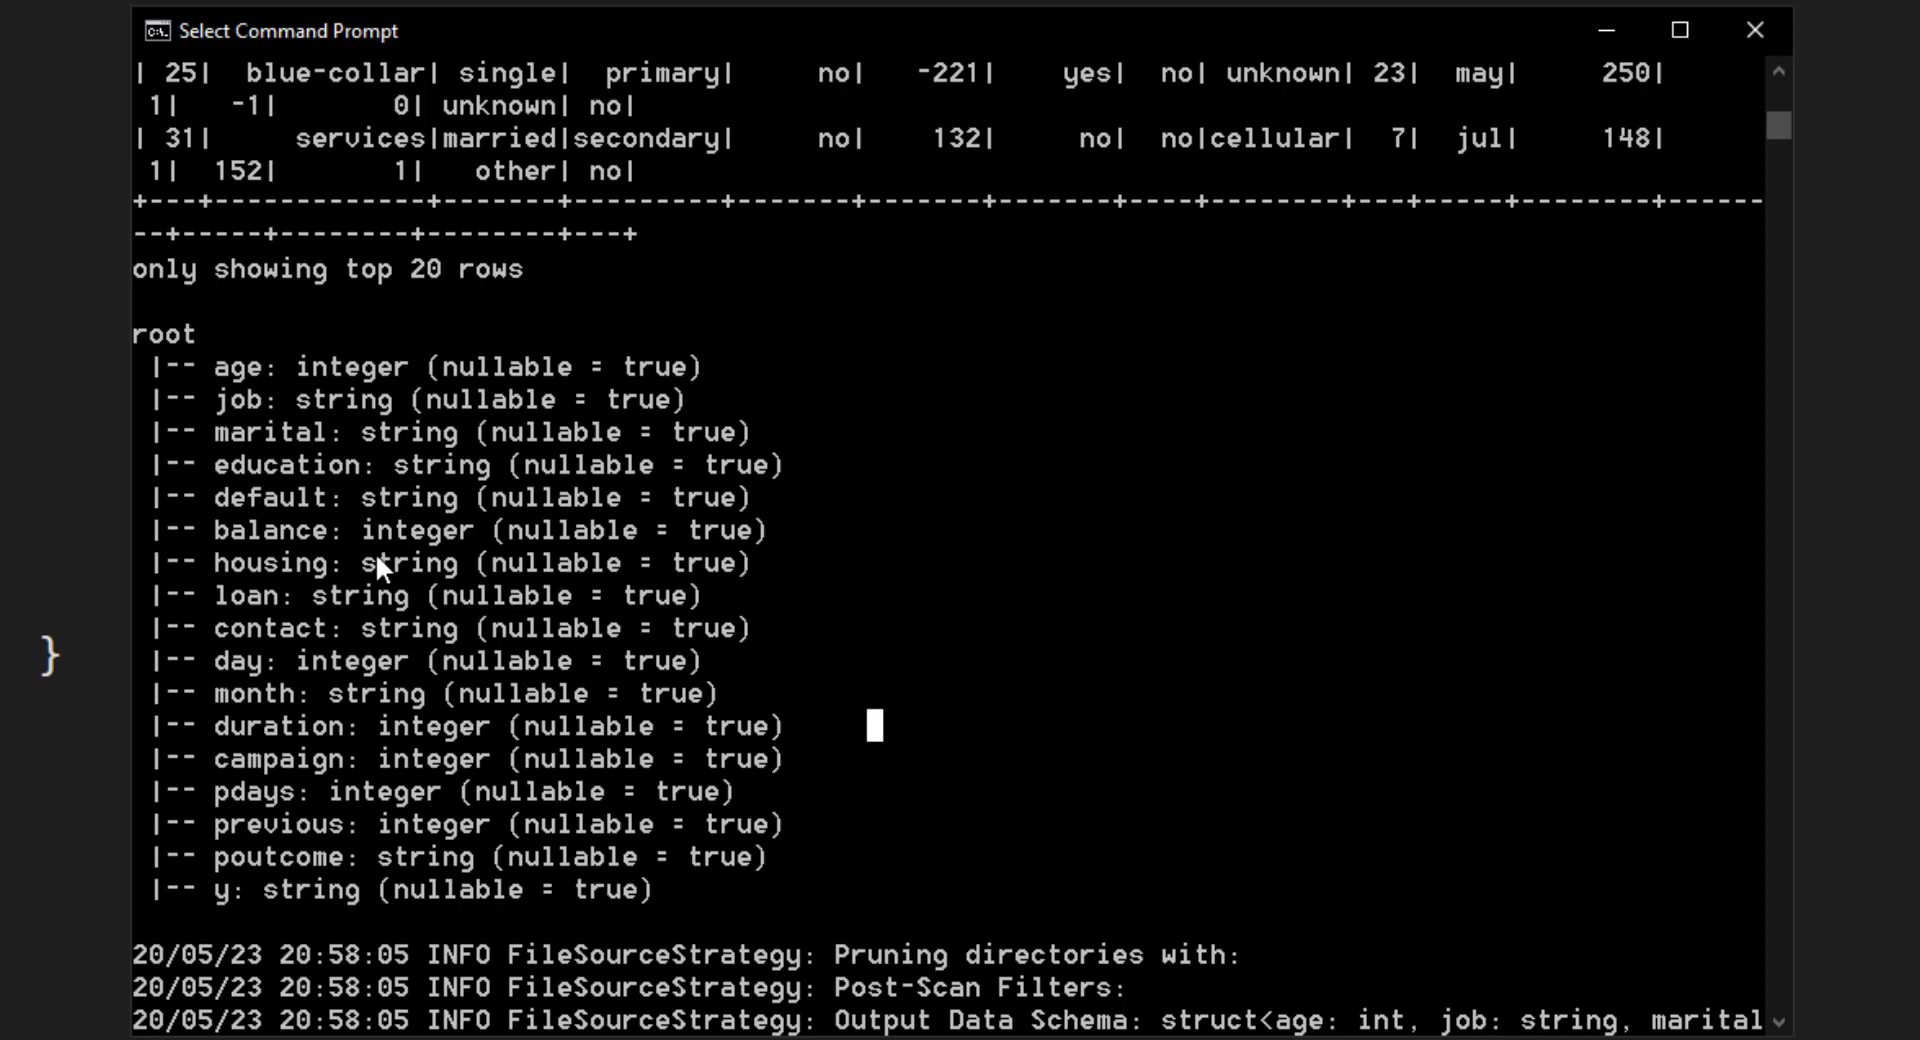 Select Command Prompt
| 25|  blue-collar| single|  primary|     no|   -221|    yes|  no| unknown| 23|  may|     250|
 1|   -1|       0| unknown| no|
| 31|     services|married|secondary|     no|    132|     no|  no|cellular|  7|  jul|     148|
 1|  152|       1|   other| no|
+---+-------------+-------+---------+-------+-------+-------+----+--------+---+-----+--------+------
--+-----+--------+--------+---+
only showing top 20 rows
root
 |-- age: integer (nullable = true)
 |-- job: string (nullable = true)
 |-- marital: string (nullable = true)
 |-- education: string (nullable = true)
 |-- default: string (nullable = true)
 |-- balance: integer (nullable = true)
 |-- housing: string (nullable = true)
 |-- loan: string (nullable = true)
 |-- contact: string (nullable = true)
 |-- day: integer (nullable = true)
 |-- month: string (nullable = true)
 |-- duration: integer (nullable = true)
 |-- campaign: integer (nullable = true)
 |-- pdays: integer (nullable = true)
 |-- previous: integer (nullable = true)
 |-- poutcome: string (nullable = true)
 |-- y: string (nullable = true)
20/05/23 20:58:05 INFO FileSourceStrategy: Pruning directories with:
20/05/23 20:58:05 INFO FileSourceStrategy: Post-Scan Filters:
20/05/23 20:58:05 INFO FileSourceStrategy: Output Data Schema: struct<age: int, job: string, marital
}